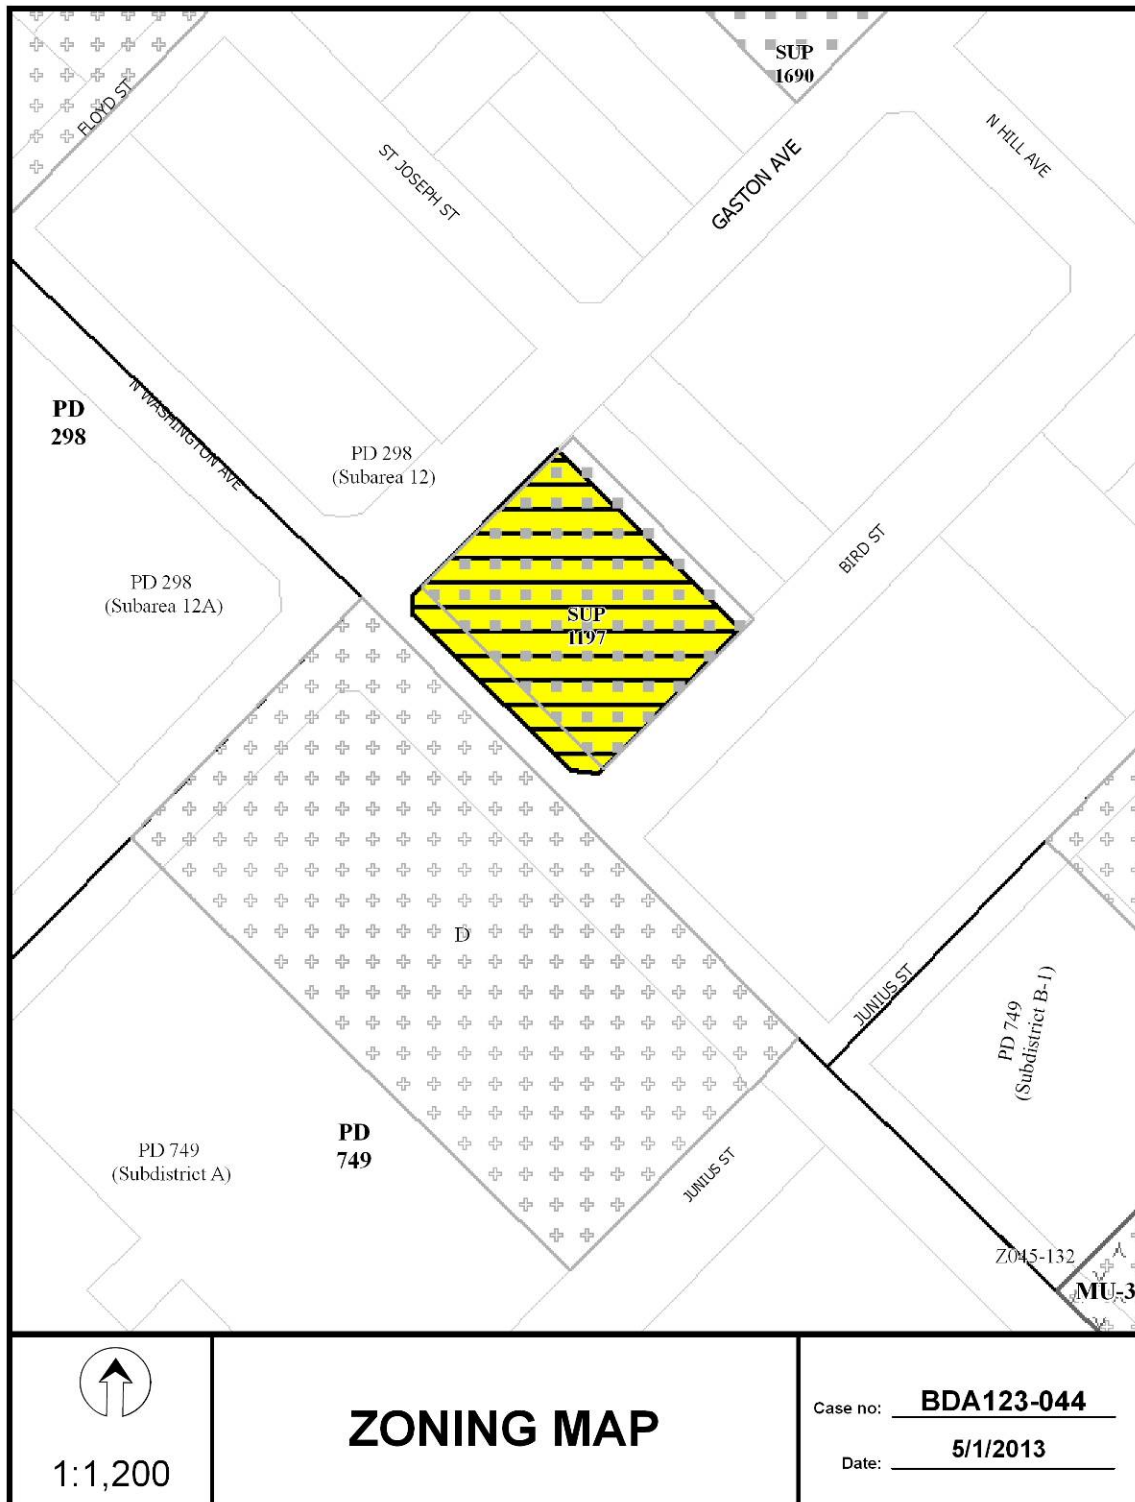 SUP
1690
FLOYD ST
ST JOSEPH ST
GASTON AVE
N HILL AVE
PD
298
N WASHINGTON AVE
PD 298
(Subarea 12)
BIRD ST
PD 298
(Subarea 12A)
SUP
1197
D
JUNIUS ST
PD 749
(Subdistrict B-1)
PD
749
PD 749
(Subdistrict A)
JUNIUS ST
Z045-132
MU-3
1:1,200
ZONING MAP
Case no: BDA123-044
Date: 5/1/2013